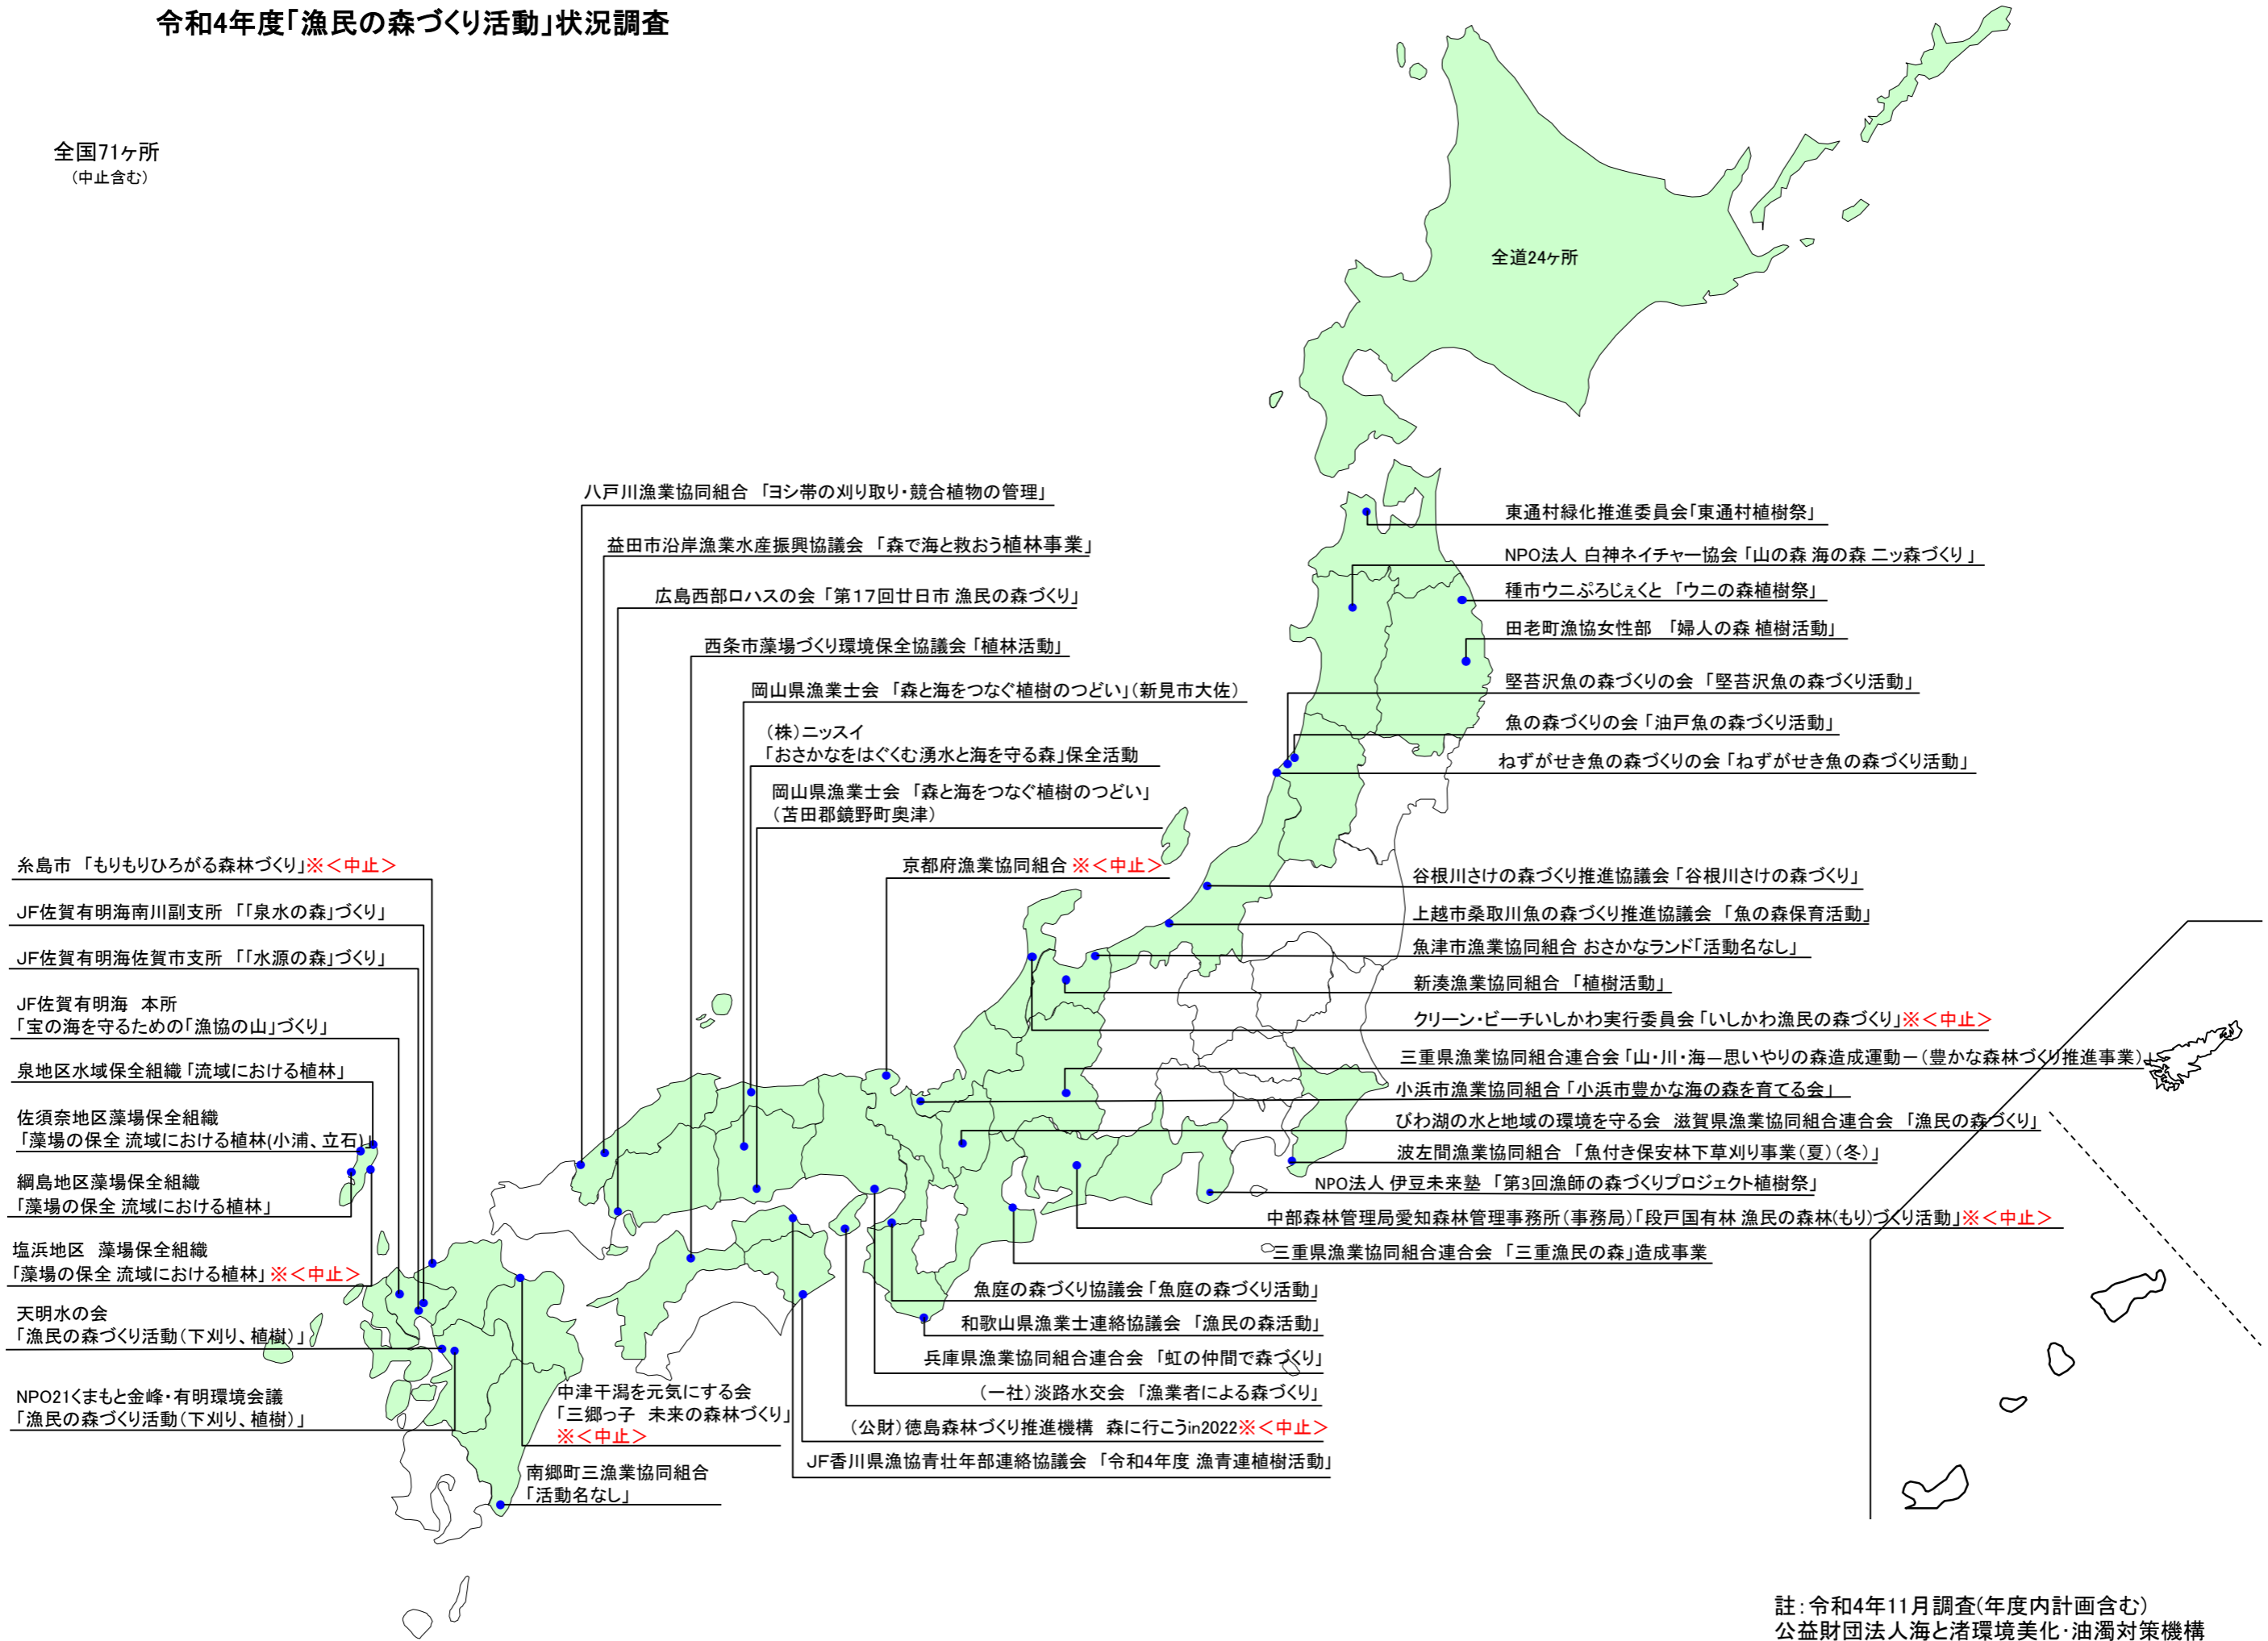 令和4年度「漁民の森づくり活動」状況調査
全国71ヶ所
（中止含む）
全道24ヶ所
八戸川漁業協同組合 「ヨシ帯の刈り取り・競合植物の管理」
益田市沿岸漁業水産振興協議会 「森で海と救おう植林事業」
広島西部ロハスの会 「第17回廿日市 漁民の森づくり」
西条市藻場づくり環境保全協議会 「植林活動」
岡山県漁業士会 「森と海をつなぐ植樹のつどい」（新見市大佐）
（株）ニッスイ
「おさかなをはぐくむ湧水と海を守る森」保全活動
岡山県漁業士会 「森と海をつなぐ植樹のつどい」
（苫田郡鏡野町奥津）
京都府漁業協同組合 ※＜中止＞
東通村緑化推進委員会「東通村植樹祭」
NPO法人 白神ネイチャー協会 「山の森 海の森 二ッ森づくり」
種市ウニぷろじぇくと 「ウニの森植樹祭」
田老町漁協女性部 「婦人の森 植樹活動」
堅苔沢魚の森づくりの会 「堅苔沢魚の森づくり活動」
魚の森づくりの会 「油戸魚の森づくり活動」
ねずがせき魚の森づくりの会 「ねずがせき魚の森づくり活動」
谷根川さけの森づくり推進協議会 「谷根川さけの森づくり」
上越市桑取川魚の森づくり推進協議会 「魚の森保育活動」
魚津市漁業協同組合 おさかなランド「活動名なし」
新湊漁業協同組合 「植樹活動」
クリーン・ビーチいしかわ実行委員会 「いしかわ漁民の森づくり」※＜中止＞
三重県漁業協同組合連合会 「山・川・海―思いやりの森造成運動－（豊かな森林づくり推進事業）」
小浜市漁業協同組合 「小浜市豊かな海の森を育てる会」
びわ湖の水と地域の環境を守る会 滋賀県漁業協同組合連合会 「漁民の森づくり」
波左間漁業協同組合 「魚付き保安林下草刈り事業（夏）（冬）」
NPO法人 伊豆未来塾 「第3回漁師の森づくりプロジェクト植樹祭」
中部森林管理局愛知森林管理事務所（事務局）「段戸国有林 漁民の森林(もり)づくり活動」※＜中止＞
三重県漁業協同組合連合会 「三重漁民の森」造成事業
魚庭の森づくり協議会 「魚庭の森づくり活動」
和歌山県漁業士連絡協議会 「漁民の森活動」
兵庫県漁業協同組合連合会 「虹の仲間で森づくり」
（一社）淡路水交会 「漁業者による森づくり」
（公財）徳島森林づくり推進機構 森に行こうin2022※＜中止＞
JF香川県漁協青壮年部連絡協議会 「令和4年度 漁青連植樹活動」
糸島市 「もりもりひろがる森林づくり」※＜中止＞
JF佐賀有明海南川副支所 「「泉水の森」づくり」
JF佐賀有明海佐賀市支所 「「水源の森」づくり」
JF佐賀有明海 本所
「宝の海を守るための「漁協の山」づくり」
泉地区水域保全組織 「流域における植林」
佐須奈地区藻場保全組織
「藻場の保全 流域における植林(小浦、立石)」
綱島地区藻場保全組織
「藻場の保全 流域における植林」
塩浜地区 藻場保全組織
「藻場の保全 流域における植林」 ※＜中止＞
天明水の会
「漁民の森づくり活動（下刈り、植樹）」
NPO21くまもと金峰・有明環境会議
「漁民の森づくり活動（下刈り、植樹）」
中津干潟を元気にする会
「三郷っ子 未来の森林づくり」
※＜中止＞
南郷町三漁業協同組合
「活動名なし」
註：令和4年11月調査(年度内計画含む)
公益財団法人海と渚環境美化・油濁対策機構